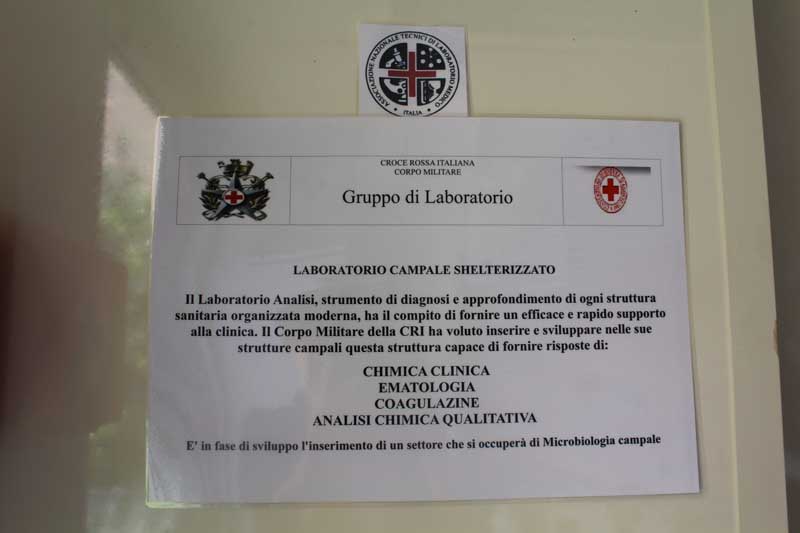 ASSOCIAZIONE NAZIONALE TECNICI DI LABORATORIO MEDICO
ITALIA
CROCE ROSSA ITALIANA
CORPO MILITARE
Gruppo di Laboratorio
LABORATORIO CAMPALE SHELTERIZZATO
Il Laboratorio Analisi, strumento di diagnosi e approfondimento di ogni struttura
sanitaria organizzata moderna, ha il compito di fornire un efficace e rapido supporto
alla clinica. Il Corpo Militare della CRI ha voluto inserire e sviluppare nelle sue
strutture campali questa struttura capace di fornire risposte di:
CHIMICA CLINICA
EMATOLOGIA
COAGULAZINE
ANALISI CHIMICA QUALITATIVA
E' in fase di sviluppo l'inserimento di un settore che si occuperà di Microbiologia campale